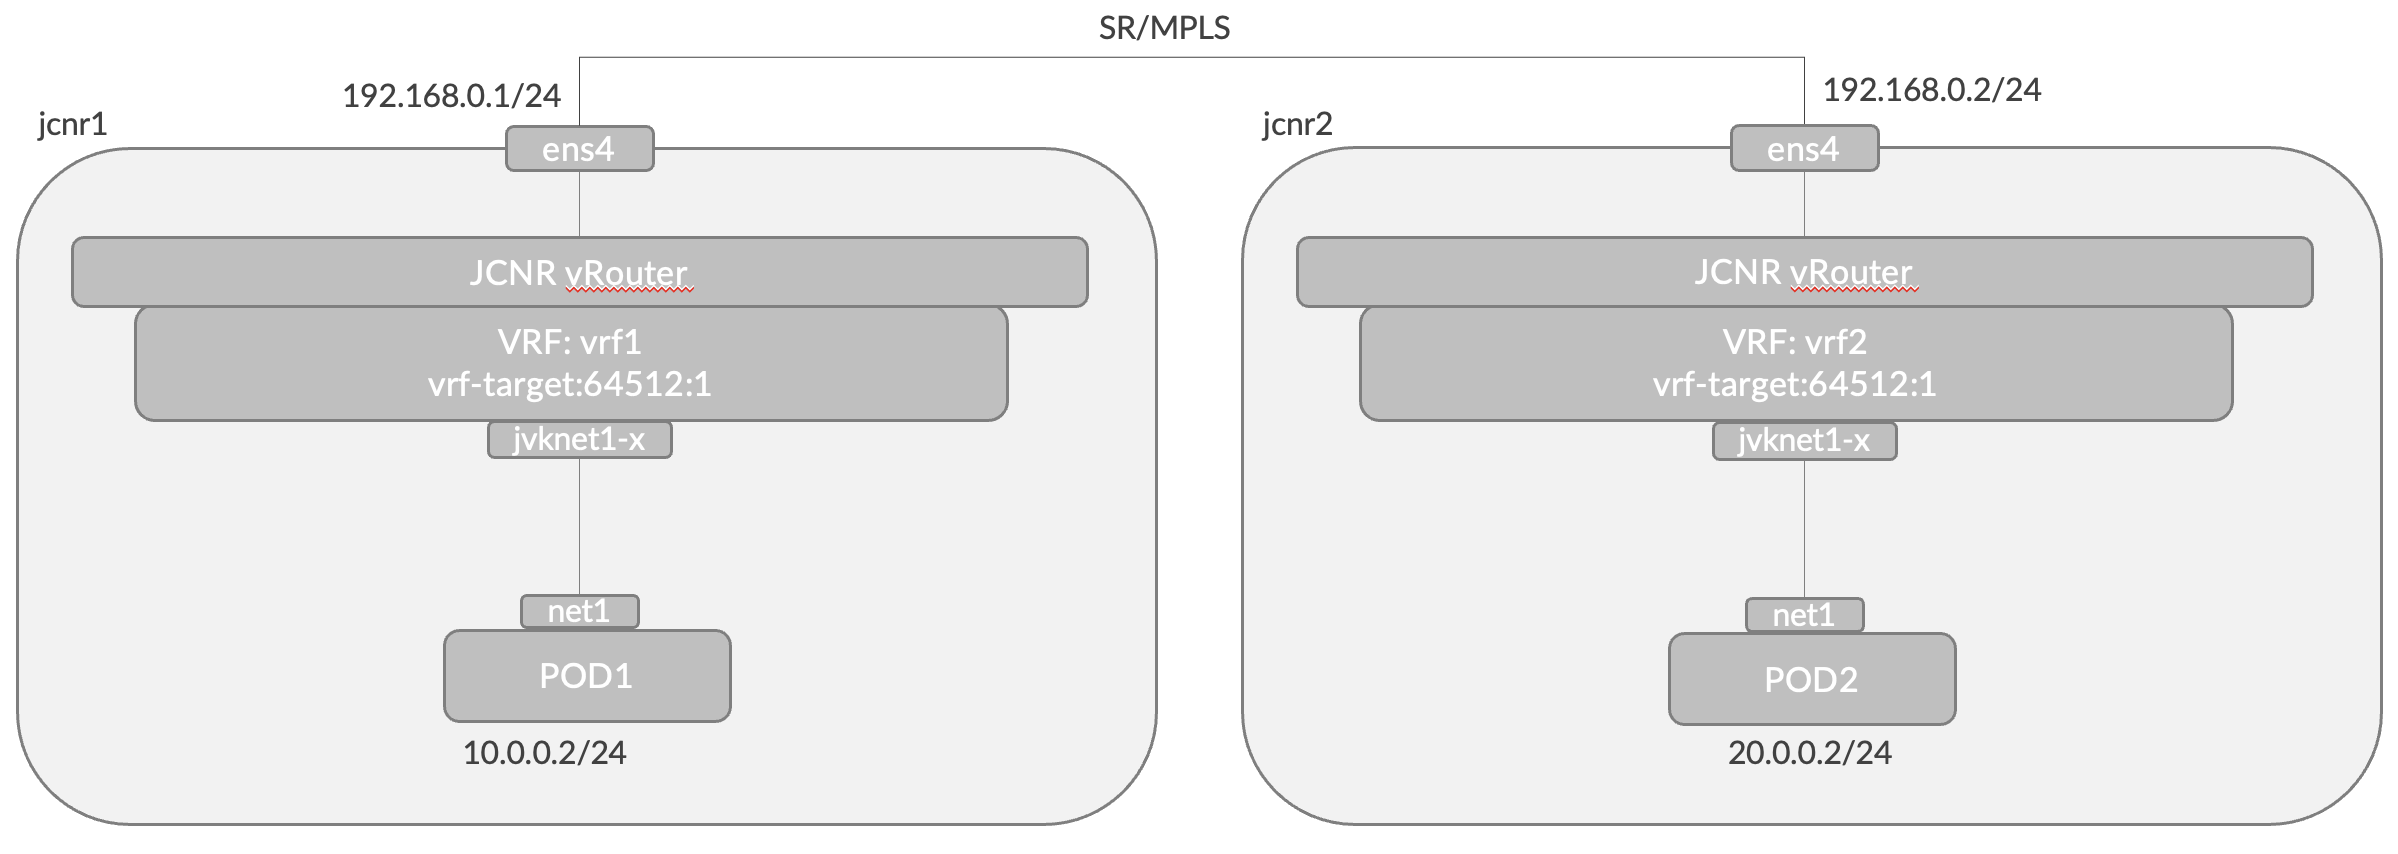 SR/MPLS
192.168.0.1/24
192.168.0.2/24
jcnr1
jcnr2
ens4
ens4
JCNR vRouter
JCNR vRouter
VRF: vrf1
vrf-target:64512:1
VRF: vrf2
vrf-target:64512:1
jvknet1-x
jvknet1-x
net1
net1
POD1
POD2
10.0.0.2/24
20.0.0.2/24